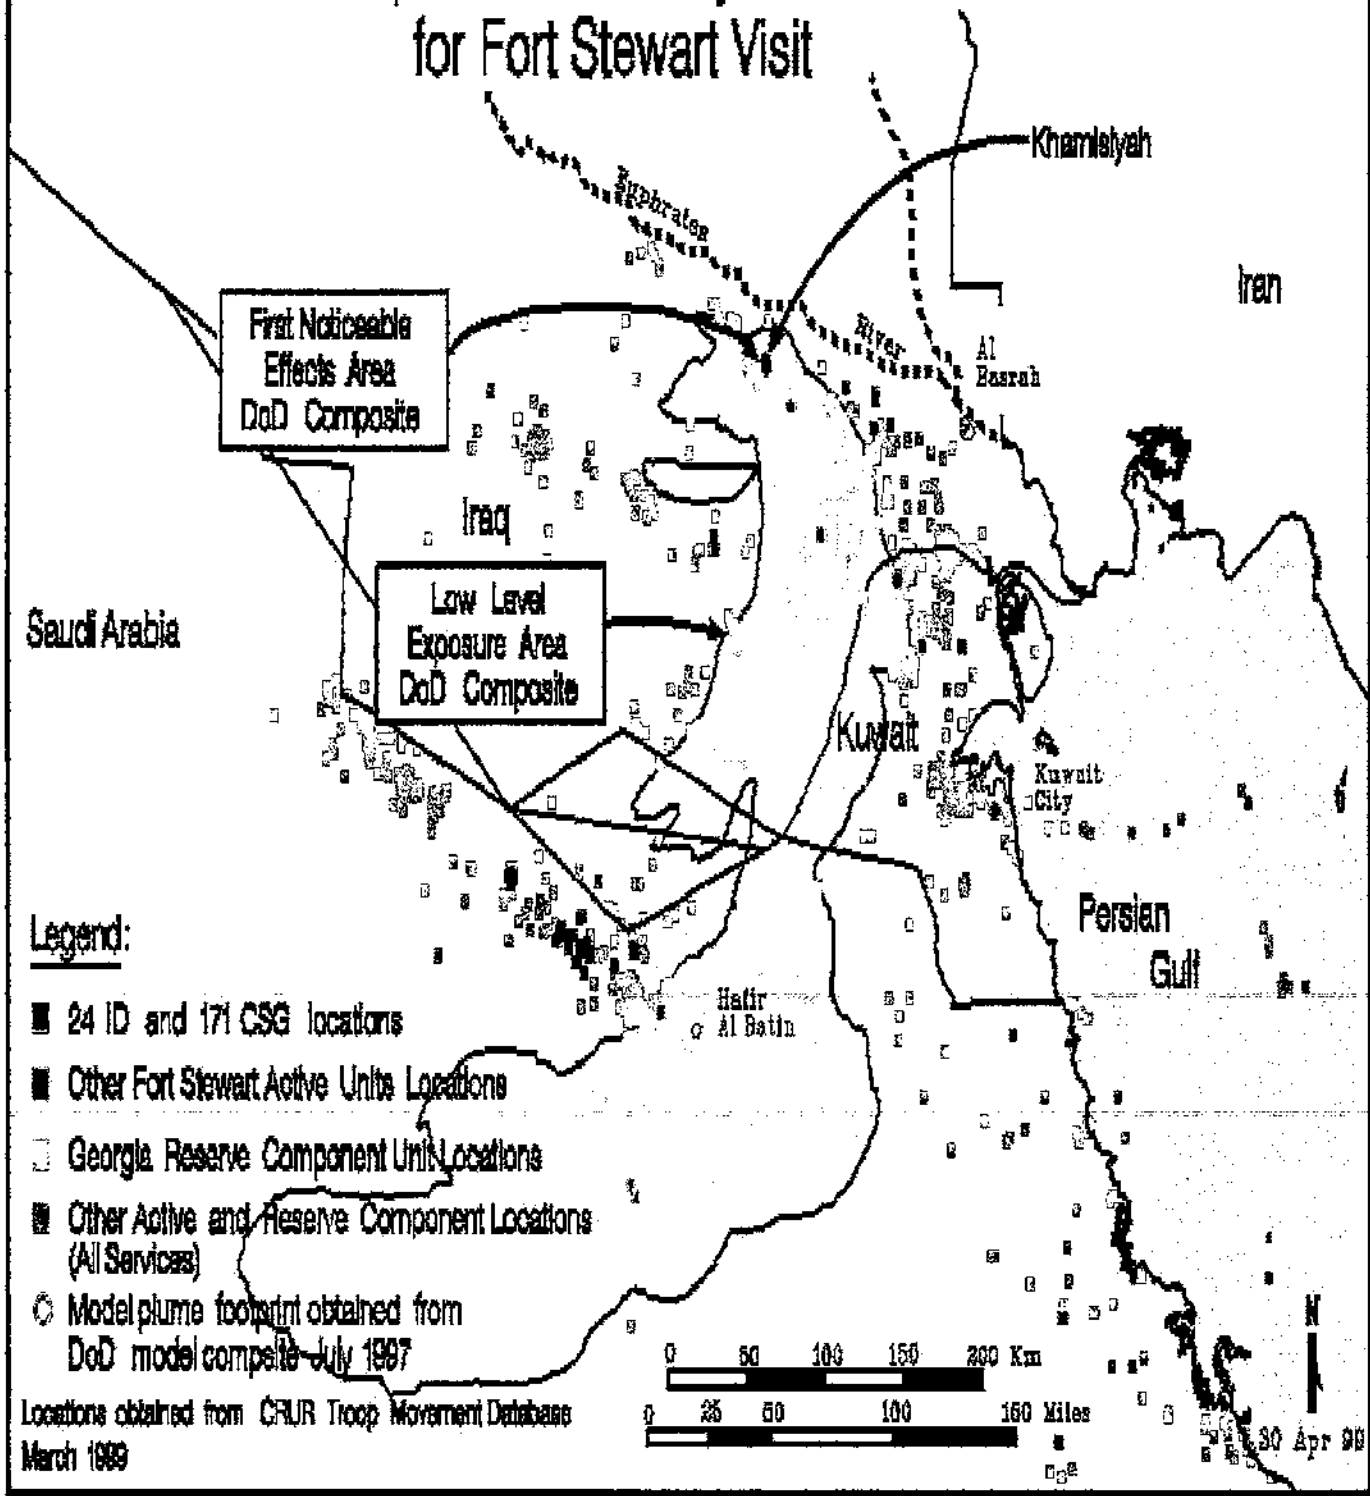 for Fort Stewart Visit
Khamisiyah
Euphrates
Iran
First Noticeable
Effects Area
DoD Composite
River
Al
Basrah
Iraq
Low Level
Exposure Area
DoD Composite
Saudi Arabia
Kuwait
Kuwait
City
Persian
Gulf
Legend:
Hafir
Al Batin
24 ID and 171 CSG locations
Other Fort Stewart Active Units Locations
Georgia Reserve Component Unit Locations
Other Active and Reserve Component Locations
(All Services)
Model plume footprint obtained from
DoD model compsite July 1997
N
0 50 100 150 200 Km
Locations obtained from CRUR Troop Movement Database
0 25 50 100 150 Miles
March 1999
30 Apr 99